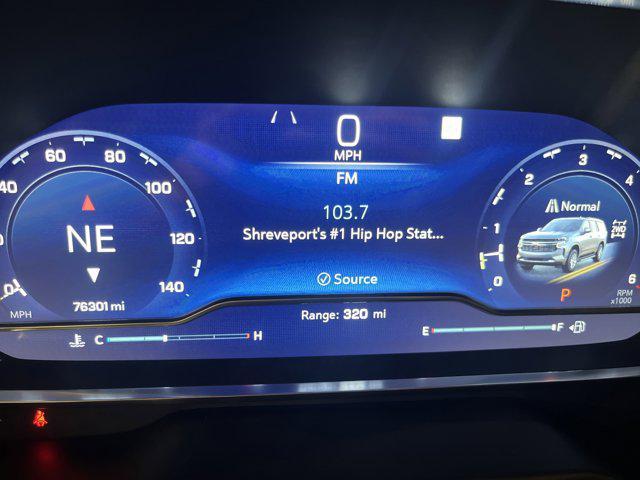 0
MPH
FM
103.7
Shreveport's #1 Hip Hop Stat...
Source
Range: 320 mi
40 60 80 100 120 140
NE
76301 mi
MPH
C H
0 1 2 3 4 6
Normal
2WD
P
RPM
x1000
E F